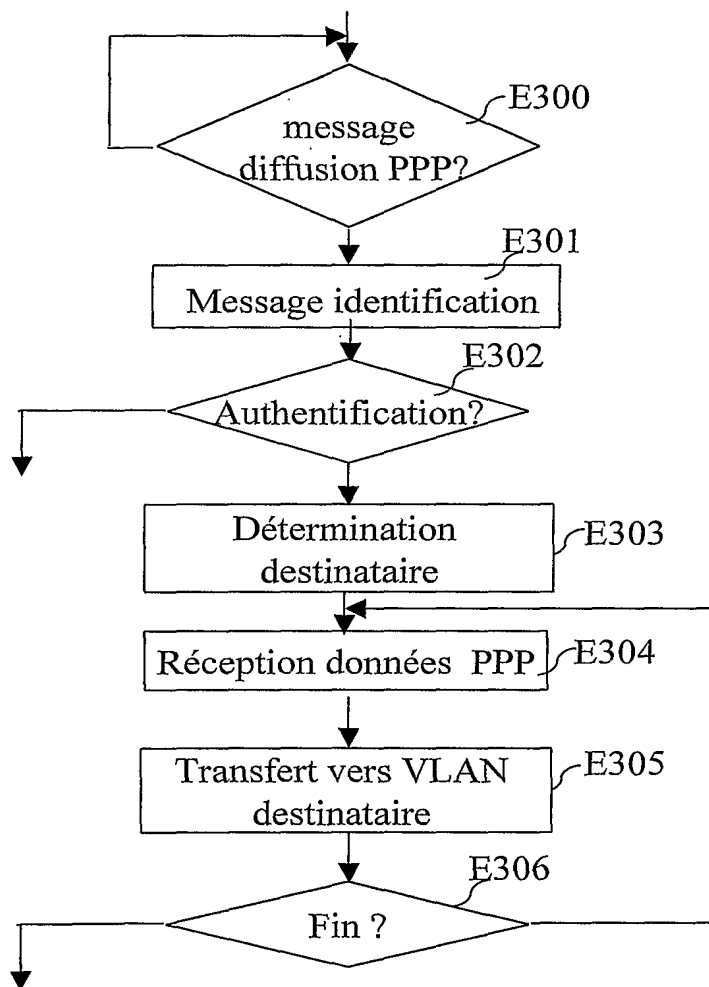 E300
message
diffusion PPP?
E301
Message identification
E302
Authentification?
Détermination
destinataire
E303
Réception données PPP
E304
Transfert vers VLAN
destinataire
E305
E306
Fin ?